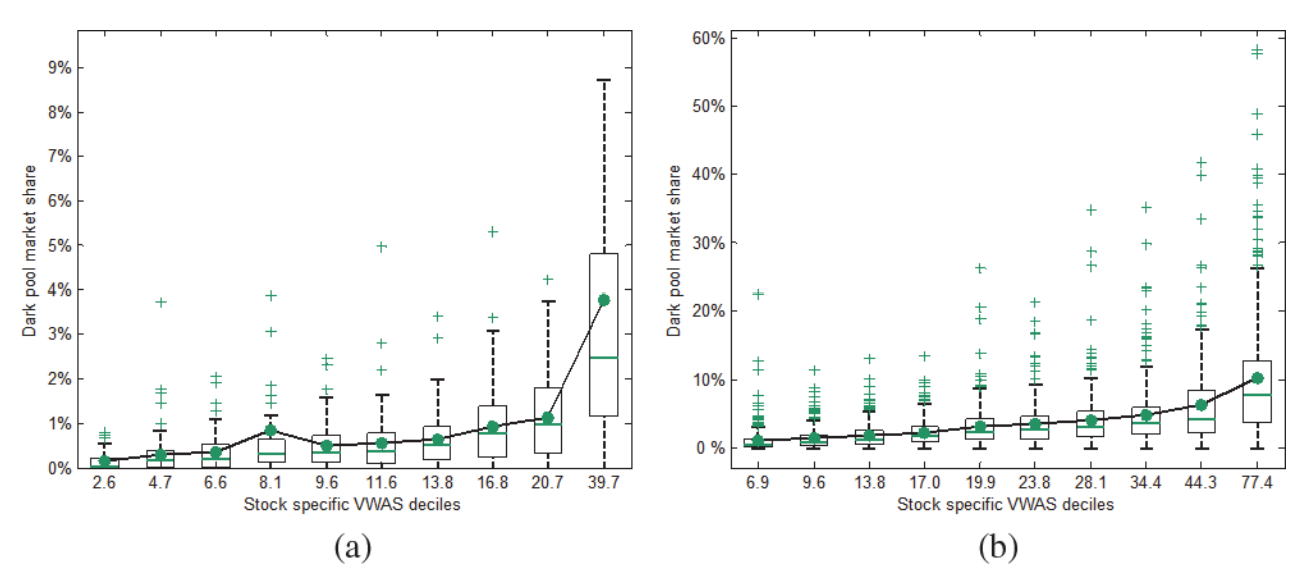 9%
8%
7%
6%
5%
4%
3%
2%
1%
0%
Dark pool market share
2.6 4.7 6.6 8.1 9.6 11.6 13.8 16.8 20.7 39.7
Stock specific VWAS deciles
(a)
60%
50%
40%
30%
20%
10%
0%
Dark pool market share
6.9 9.6 13.8 17.0 19.9 23.8 28.1 34.4 44.3 77.4
Stock specific VWAS deciles
(b)